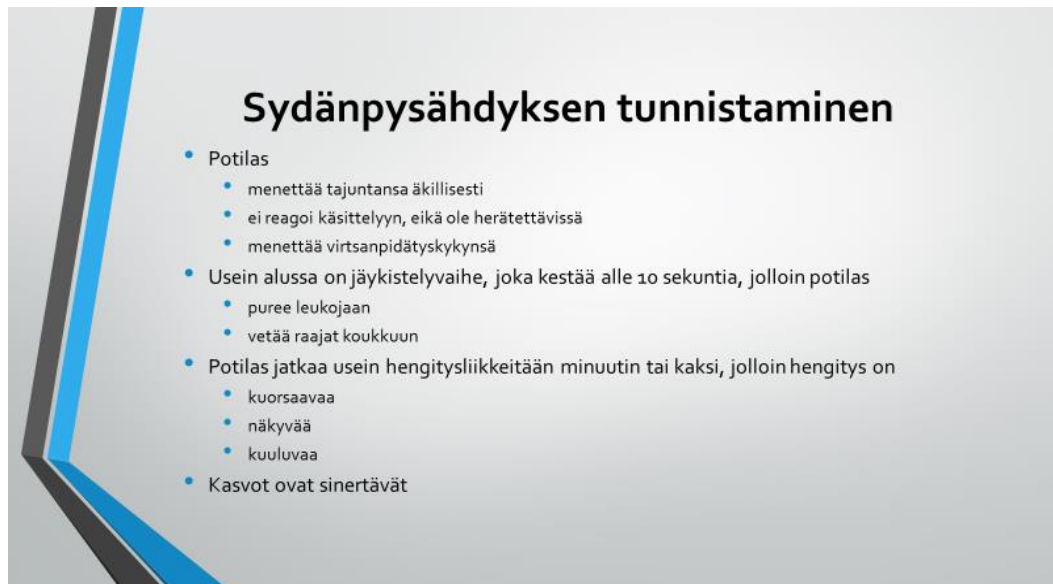 Sydänpysähdyksen tunnistaminen
• Potilas
• menettää tajuntansa äkillisesti
• ei reagoi käsittelyyn, eikä ole herätettävissä
• menettää virtsanpidätyskykynsä
• Usein alussa on jäykistelyvaihe, joka kestää alle 10 sekuntia, jolloin potilas
• puree leukojaan
• vetää raajat koukkuun
• Potilas jatkaa usein hengitysliikkeitään minuutin tai kaksi, jolloin hengitys on
• kuorsaavaa
• näkyvää
• kuuluvaa
• Kasvot ovat sinertävät